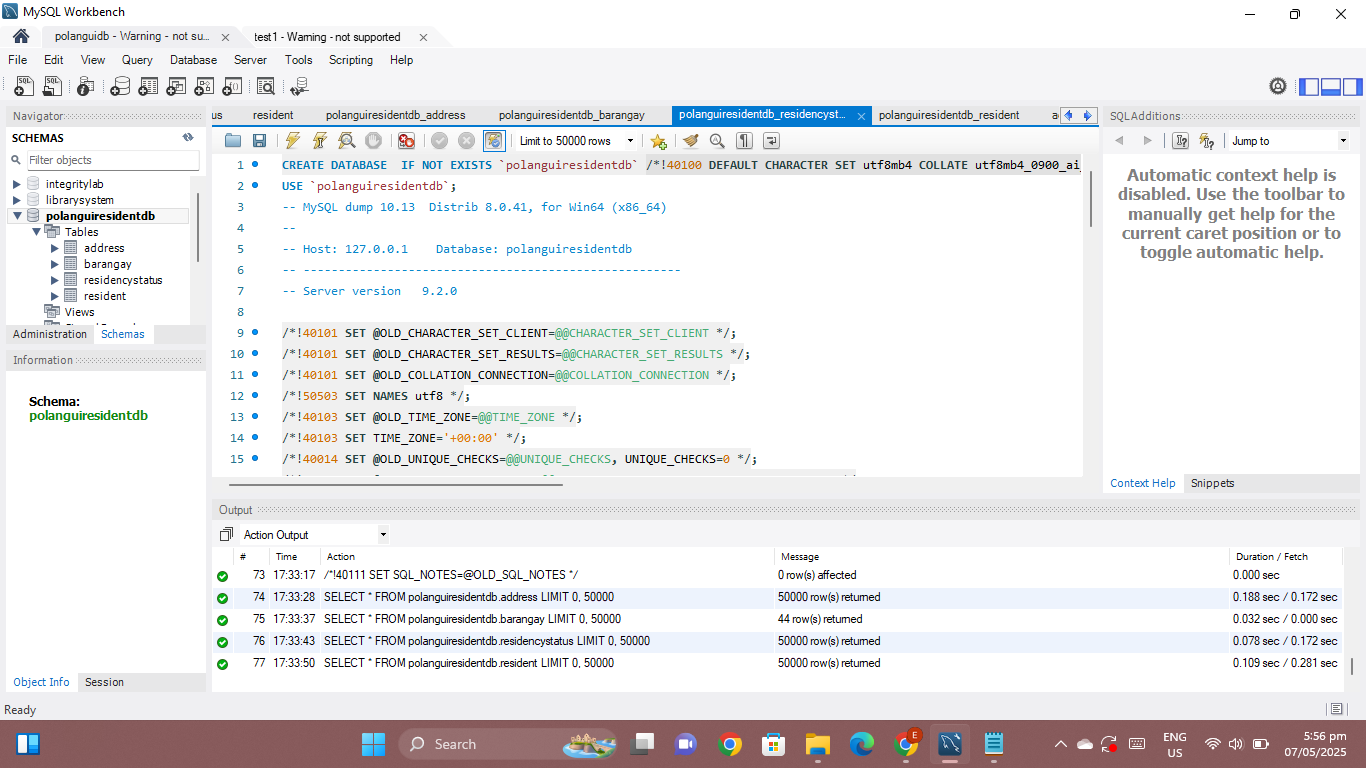 MySQL Workbench
polanguidb - Warning - not su...
test1 - Warning - not supported
File Edit View Query Database Server Tools Scripting Help
Navigator
SCHEMAS
Filter objects
integritylab
librarysystem
polanguiresidentdb
Tables
address
barangay
residencystatus
resident
Views
Administration Schemas
Information
Schema:
polanguiresidentdb
Object Info Session
us resident polanguiresidentdb_address polanguiresidentdb_barangay polanguiresidentdb_residencyst... polanguiresidentdb_resident
Limit to 50000 rows
1 CREATE DATABASE  IF NOT EXISTS `polanguiresidentdb` /*!40100 DEFAULT CHARACTER SET utf8mb4 COLLATE utf8mb4_0900_ai_
2 USE `polanguiresidentdb`;
3 -- MySQL dump 10.13  Distrib 8.0.41, for Win64 (x86_64)
4 --
5 -- Host: 127.0.0.1    Database: polanguiresidentdb
6 -- ------------------------------------------------------
7 -- Server version   9.2.0
8
9 /*!40101 SET @OLD_CHARACTER_SET_CLIENT=@@CHARACTER_SET_CLIENT */;
10 /*!40101 SET @OLD_CHARACTER_SET_RESULTS=@@CHARACTER_SET_RESULTS */;
11 /*!40101 SET @OLD_COLLATION_CONNECTION=@@COLLATION_CONNECTION */;
12 /*!50503 SET NAMES utf8 */;
13 /*!40103 SET @OLD_TIME_ZONE=@@TIME_ZONE */;
14 /*!40103 SET TIME_ZONE='+00:00' */;
15 /*!40014 SET @OLD_UNIQUE_CHECKS=@@UNIQUE_CHECKS, UNIQUE_CHECKS=0 */;
SQLAdditions
Jump to
Automatic context help is
disabled. Use the toolbar to
manually get help for the
current caret position or to
toggle automatic help.
Context Help Snippets
Output
Action Output
# Time Action Message Duration / Fetch
73 17:33:17 /*!40111 SET SQL_NOTES=@OLD_SQL_NOTES */ 0 row(s) affected 0.000 sec
74 17:33:28 SELECT * FROM polanguiresidentdb.address LIMIT 0, 50000 50000 row(s) returned 0.188 sec / 0.172 sec
75 17:33:37 SELECT * FROM polanguiresidentdb.barangay LIMIT 0, 50000 44 row(s) returned 0.032 sec / 0.000 sec
76 17:33:43 SELECT * FROM polanguiresidentdb.residencystatus LIMIT 0, 50000 50000 row(s) returned 0.078 sec / 0.172 sec
77 17:33:50 SELECT * FROM polanguiresidentdb.resident LIMIT 0, 50000 50000 row(s) returned 0.109 sec / 0.281 sec
Ready
Search
E
ENG
US
5:56 pm
07/05/2025